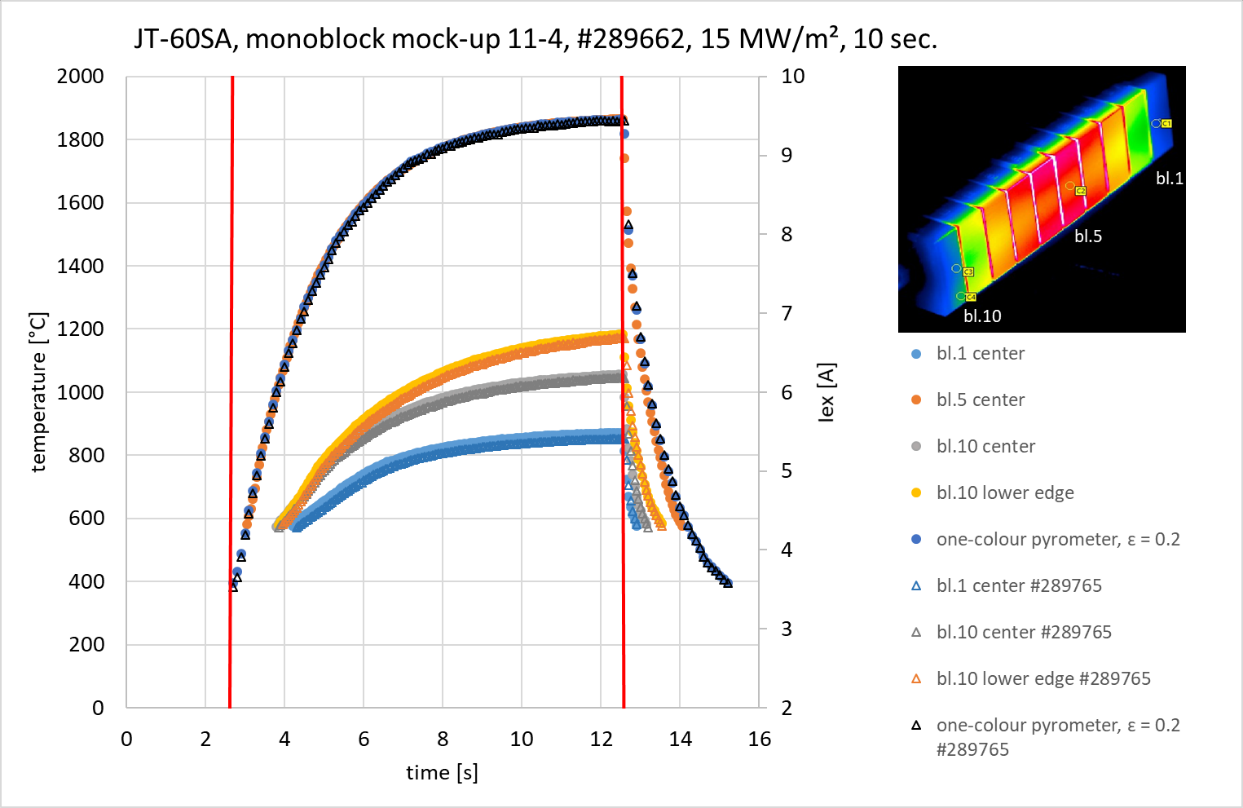 JT-60SA, monoblock mock-up 11-4, #289662, 15 MW/m², 10 sec.
2000
1800
1600
1400
1200
1000
800
600
400
200
0
temperature [°C]
10
9
8
7
6
5
4
3
2
Iex [A]
0 2 4 6 8 10 12 14 16
time [s]
C1
bl.1
C2
bl.5
C3
C4
bl.10
bl.1 center
bl.5 center
bl.10 center
bl.10 lower edge
one-colour pyrometer, ε = 0.2
bl.1 center #289765
bl.10 center #289765
bl.10 lower edge #289765
one-colour pyrometer, ε = 0.2
#289765